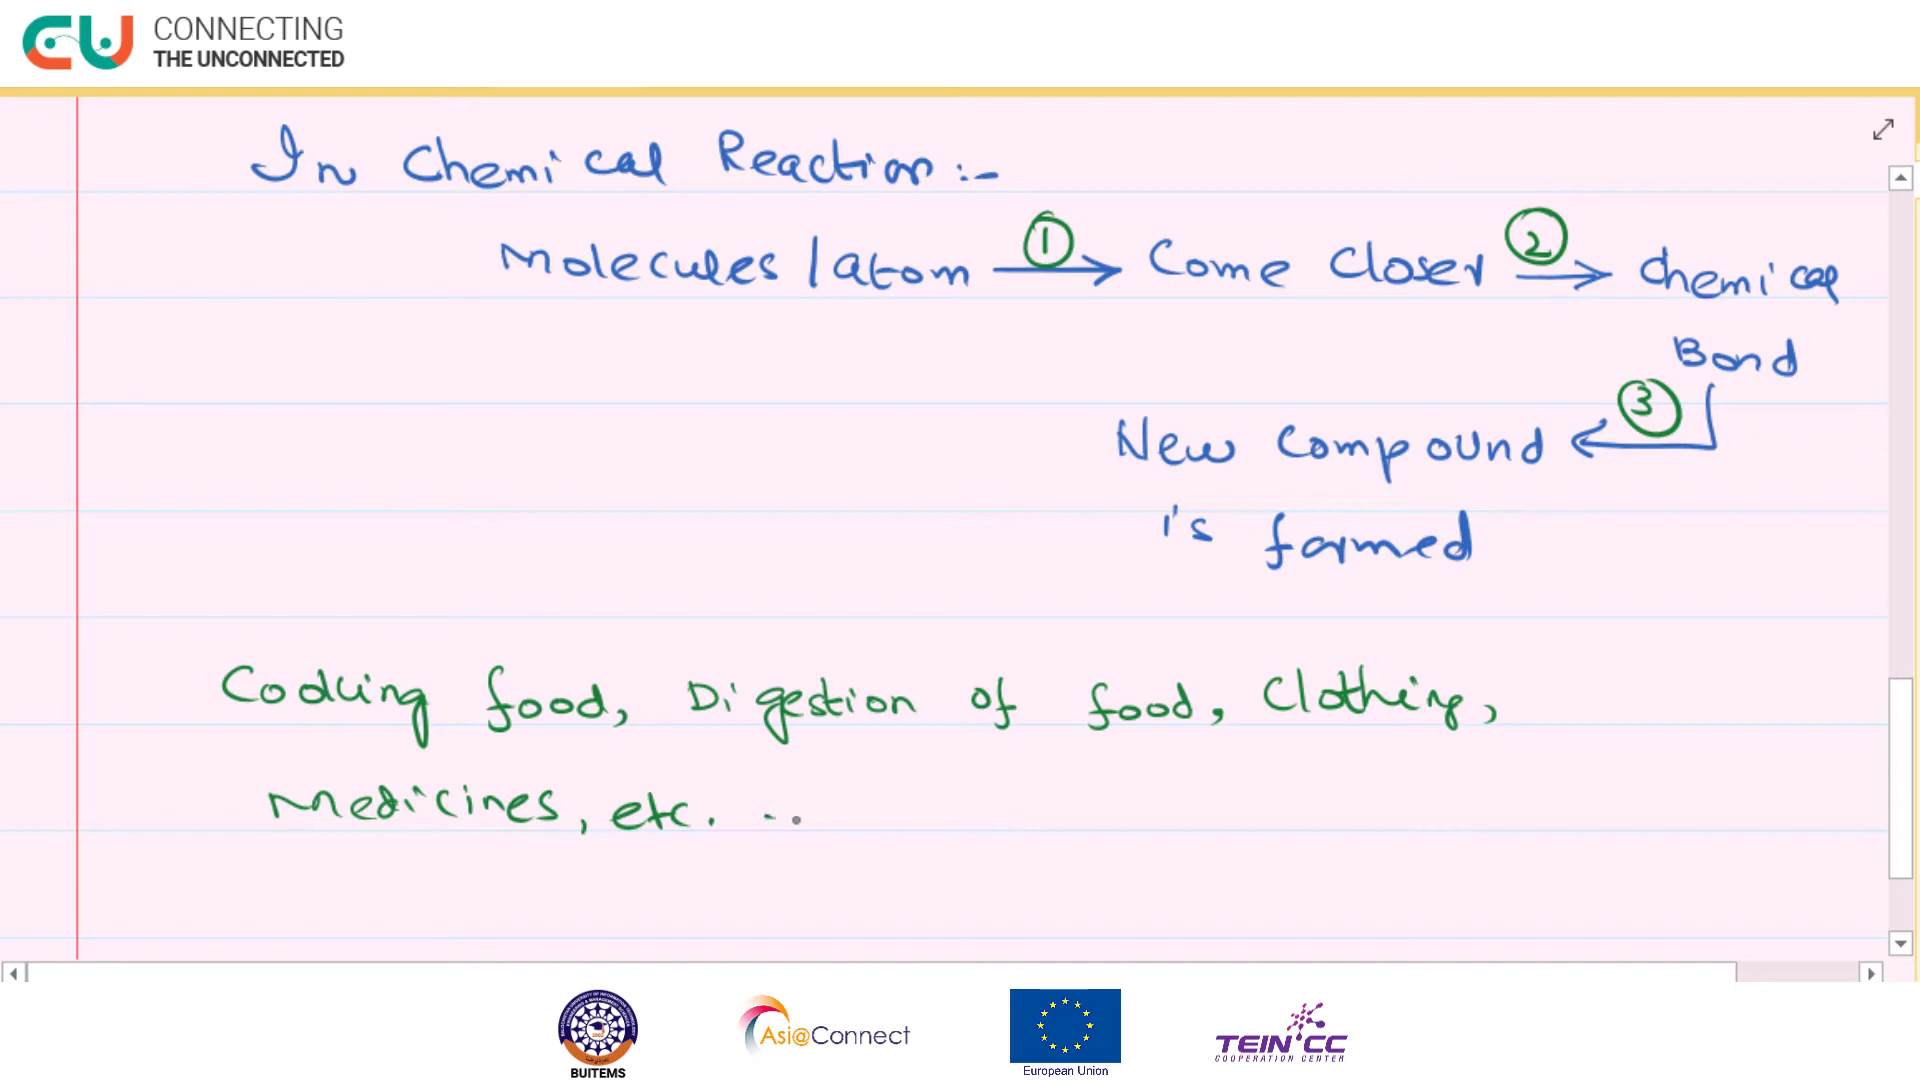 CONNECTING
THE UNCONNECTED
In Chemical Reaction :-
Molecules / atom ① → Come Closer ② → Chemical
Bond
③
New Compound ←
is formed
Cooking food, Digestion of food, Clothing,
Medicines, etc. ..
BUITEMS
Asi@Connect
European Union
TEIN*CC
COOPERATION CENTER